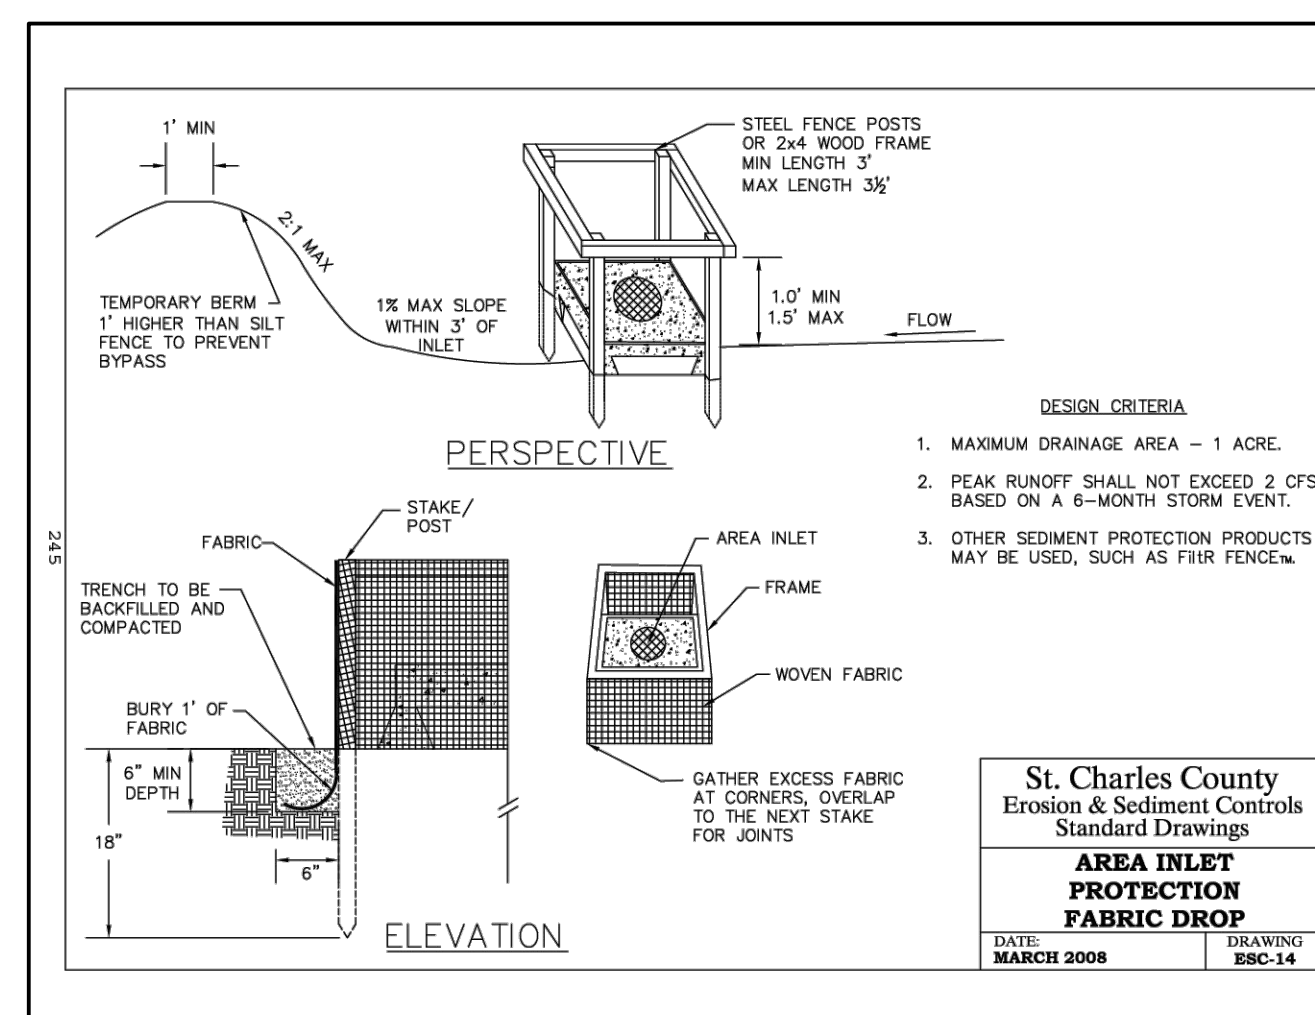 1' MIN
STEEL FENCE POSTS
OR 2x4 WOOD FRAME
MIN LENGTH 3'
MAX LENGTH 3½'
2:1 MAX
TEMPORARY BERM
1' HIGHER THAN SILT
FENCE TO PREVENT
BYPASS
1% MAX SLOPE
WITHIN 3' OF
INLET
1.0' MIN
1.5' MAX
FLOW
PERSPECTIVE
DESIGN CRITERIA
1. MAXIMUM DRAINAGE AREA – 1 ACRE.
2. PEAK RUNOFF SHALL NOT EXCEED 2 CFS
BASED ON A 6–MONTH STORM EVENT.
3. OTHER SEDIMENT PROTECTION PRODUCTS
MAY BE USED, SUCH AS FiltR FENCE™.
245
STAKE/
POST
FABRIC
TRENCH TO BE
BACKFILLED AND
COMPACTED
BURY 1' OF
FABRIC
6" MIN
DEPTH
18"
6"
ELEVATION
AREA INLET
FRAME
WOVEN FABRIC
GATHER EXCESS FABRIC
AT CORNERS, OVERLAP
TO THE NEXT STAKE
FOR JOINTS
St. Charles County
Erosion & Sediment Controls
Standard Drawings
AREA INLET
PROTECTION
FABRIC DROP
DATE:
MARCH 2008
DRAWING
ESC-14